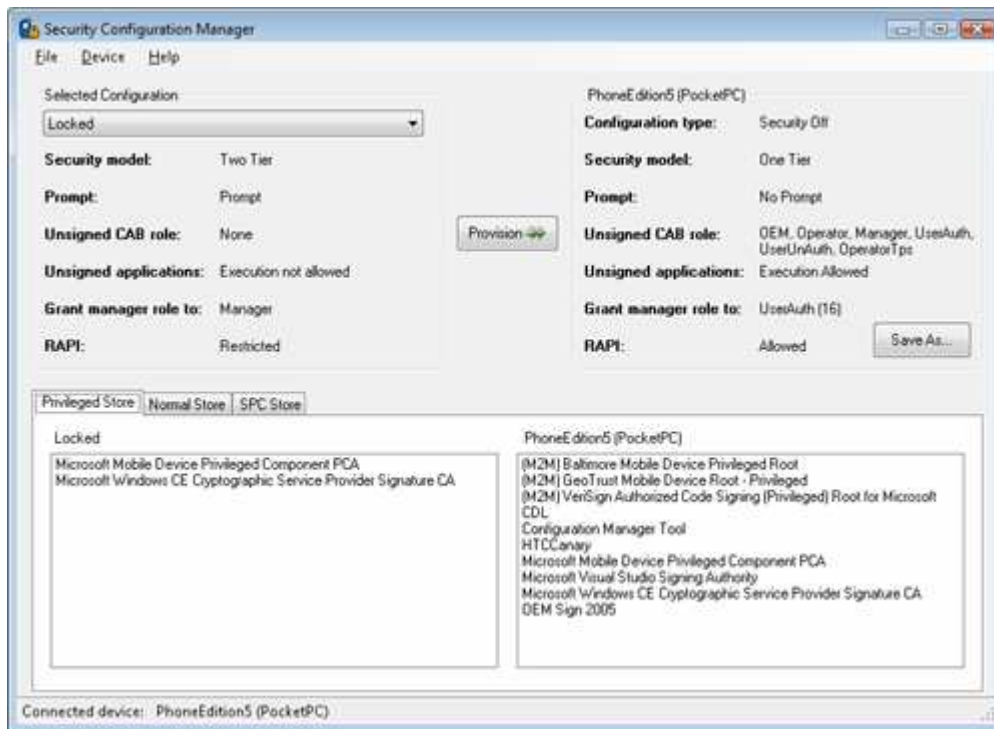 Security Configuration Manager
File Device Help
Selected Configuration
Locked
Security model: Two Tier
Prompt: Prompt
Unsigned CAB role: None
Unsigned applications: Execution not allowed
Grant manager role to: Manager
RAPI: Restricted
Provision
PhoneEdition5 (PocketPC)
Configuration type: Security Off
Security model: One Tier
Prompt: No Prompt
Unsigned CAB role: OEM, Operator, Manager, UserAuth,
UserUnAuth, OperatorTps
Unsigned applications: Execution Allowed
Grant manager role to: UserAuth (16)
RAPI: Allowed
Save As...
Privileged Store Normal Store SPC Store
Locked
Microsoft Mobile Device Privileged Component PCA
Microsoft Windows CE Cryptographic Service Provider Signature CA
PhoneEdition5 (PocketPC)
(M2M) Baltimore Mobile Device Privileged Root
(M2M) GeoTrust Mobile Device Root - Privileged
(M2M) VeriSign Authorized Code Signing (Privileged) Root for Microsoft
CDL
Configuration Manager Tool
HTCCanary
Microsoft Mobile Device Privileged Component PCA
Microsoft Visual Studio Signing Authority
Microsoft Windows CE Cryptographic Service Provider Signature CA
OEM Sign 2005
Connected device: PhoneEdition5 (PocketPC)